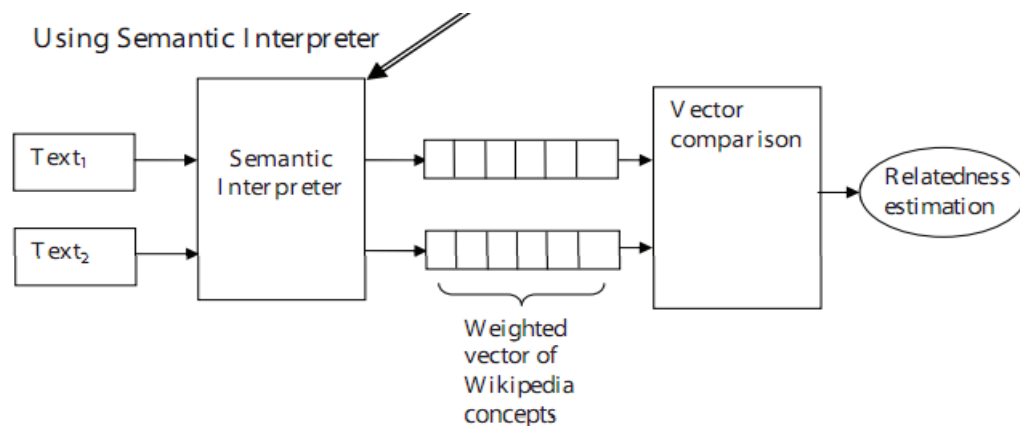 Using Semantic Interpreter
Text₁
Semantic
Interpreter
Text₂
Weighted
vector of
Wikipedia
concepts
Vector
comparison
Relatedness
estimation